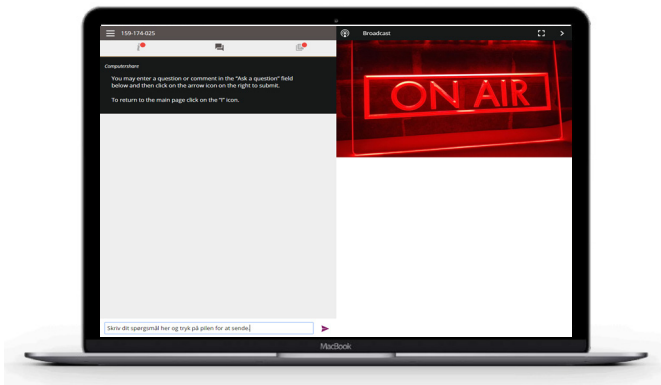 159-174-025
Broadcast
Computershare
You may enter a question or comment in the "Ask a question" field
below and then click on the arrow icon on the right to submit.
To return to the main page click on the "I" icon.
ON AIR
Skriv dit spørgsmål her og tryk på pilen for at sende.
MacBook